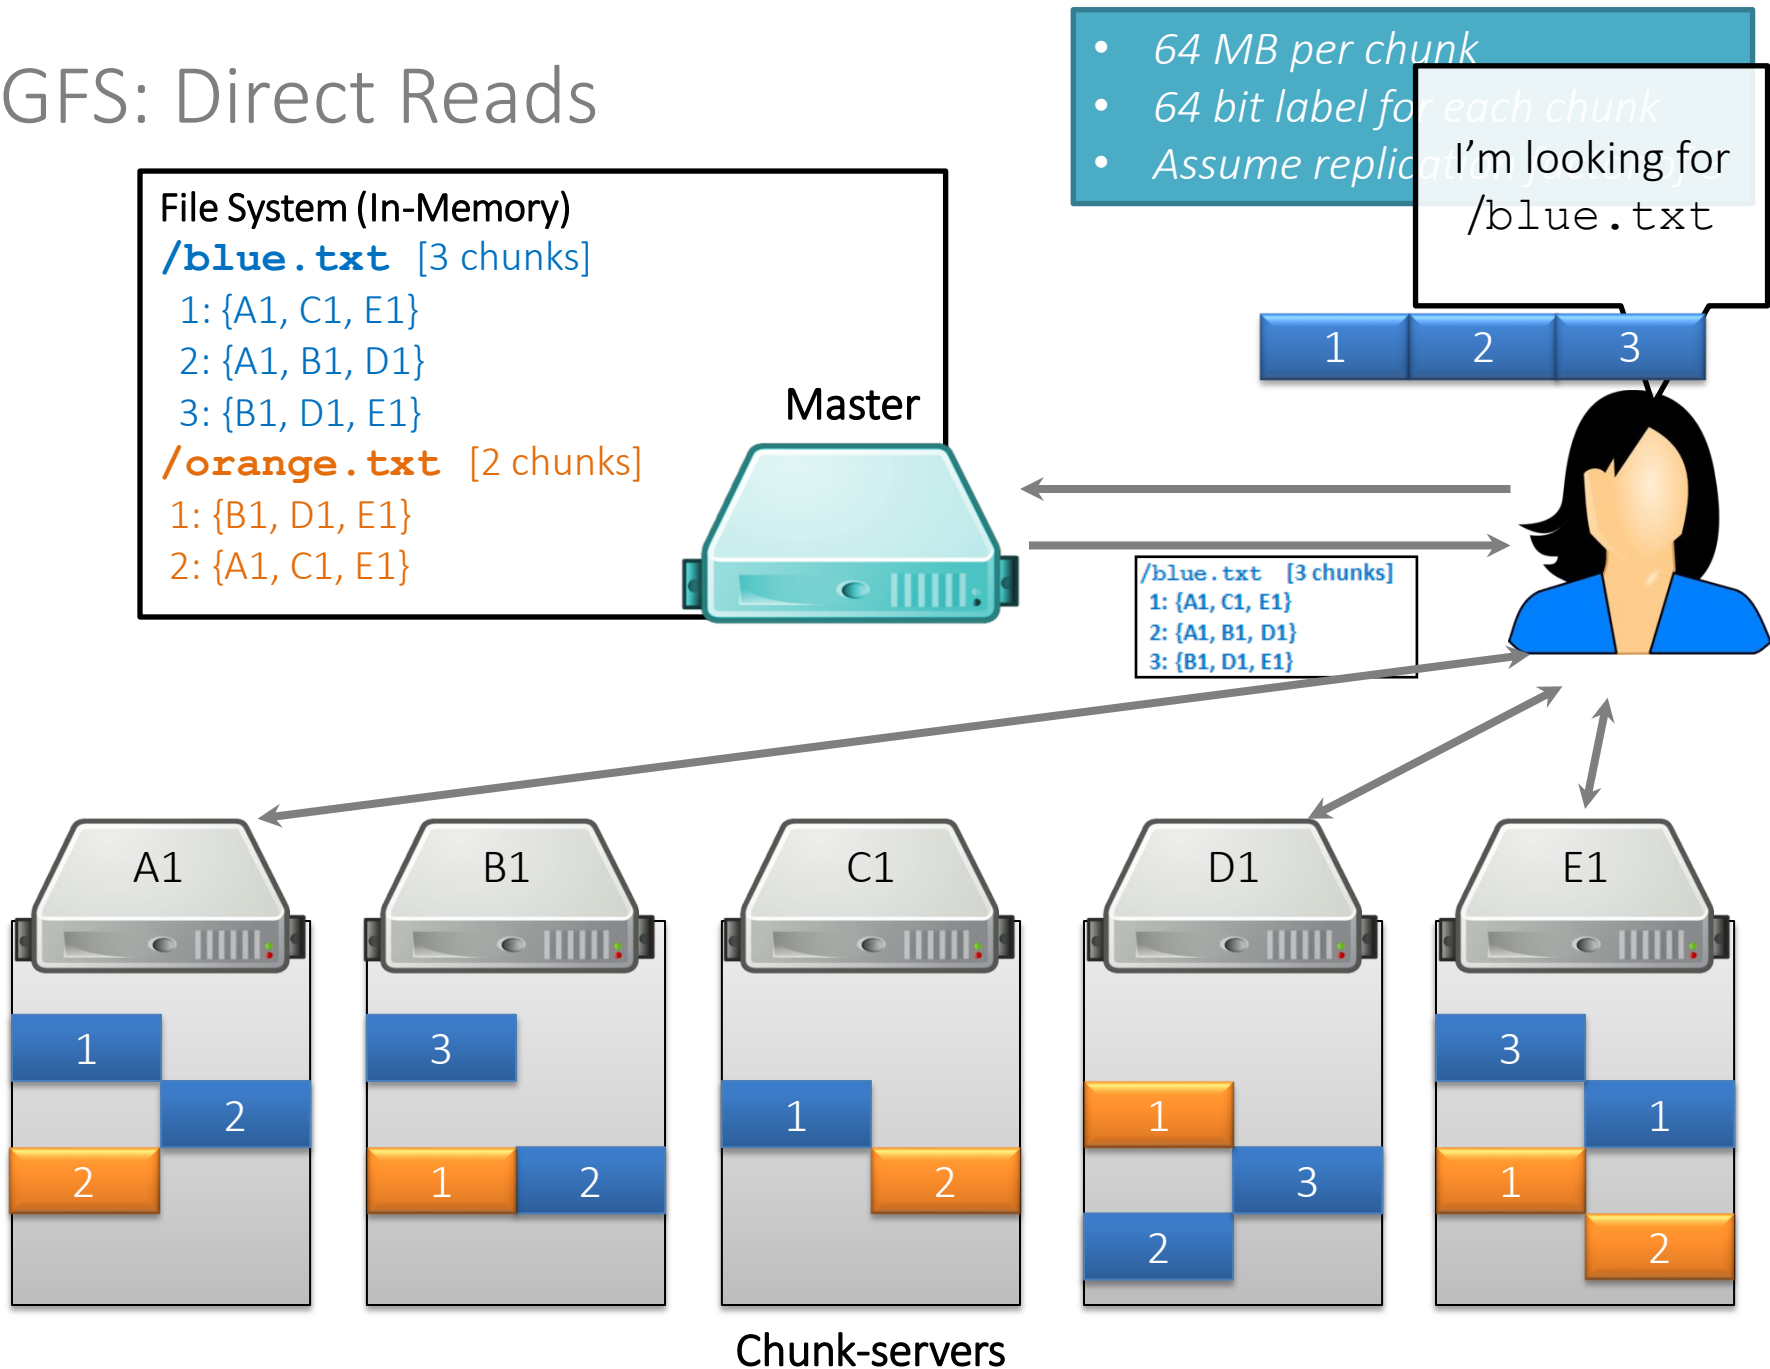 GFS: Direct Reads
• 64 MB per chunk
• 64 bit label for each chunk
• Assume replication factor of
I'm looking for
/blue.txt
File System (In-Memory)
/blue.txt [3 chunks]
1: {A1, C1, E1}
2: {A1, B1, D1}
3: {B1, D1, E1}
/orange.txt [2 chunks]
1: {B1, D1, E1}
2: {A1, C1, E1}
Master
1 2 3
/blue.txt [3 chunks]
1: {A1, C1, E1}
2: {A1, B1, D1}
3: {B1, D1, E1}
A1 B1 C1 D1 E1
1 3 3
2 1 1 1
2 1 2 2 3 1
2 2
Chunk-servers